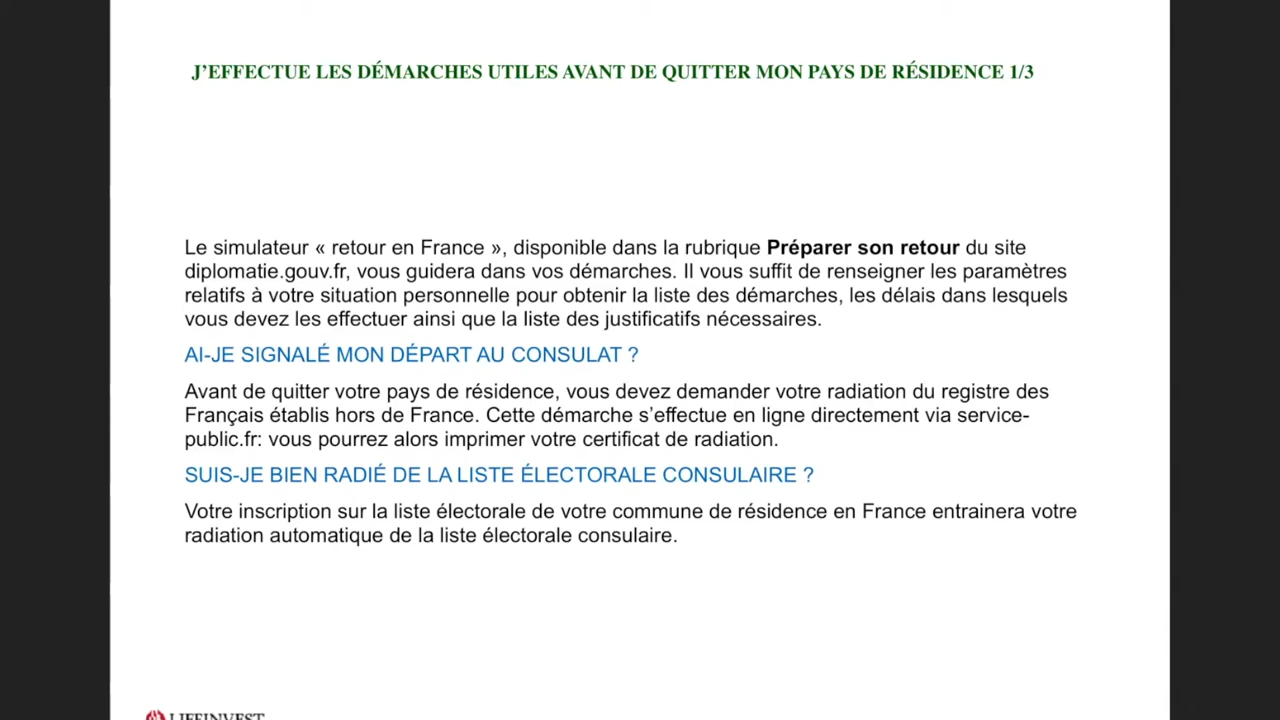 J’EFFECTUE LES DÉMARCHES UTILES AVANT DE QUITTER MON PAYS DE RÉSIDENCE 1/3
Le simulateur « retour en France », disponible dans la rubrique Préparer son retour du site
diplomatie.gouv.fr, vous guidera dans vos démarches. Il vous suffit de renseigner les paramètres
relatifs à votre situation personnelle pour obtenir la liste des démarches, les délais dans lesquels
vous devez les effectuer ainsi que la liste des justificatifs nécessaires.
AI-JE SIGNALÉ MON DÉPART AU CONSULAT ?
Avant de quitter votre pays de résidence, vous devez demander votre radiation du registre des
Français établis hors de France. Cette démarche s’effectue en ligne directement via service-
public.fr: vous pourrez alors imprimer votre certificat de radiation.
SUIS-JE BIEN RADIÉ DE LA LISTE ÉLECTORALE CONSULAIRE ?
Votre inscription sur la liste électorale de votre commune de résidence en France entrainera votre
radiation automatique de la liste électorale consulaire.
LIFEINVEST